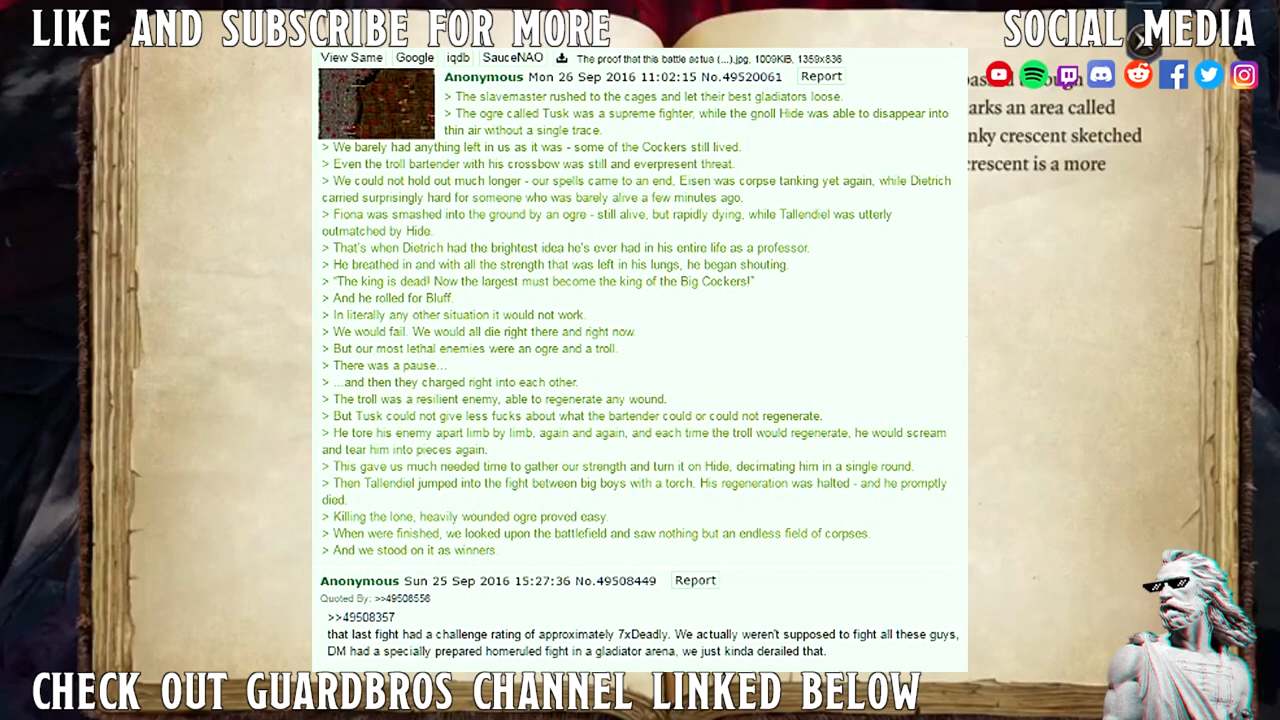 LIKE AND SUBSCRIBE FOR MORE
SOCIAL MEDIA
View Same Google iqdb SauceNAO The proof that this battle actua (...).jpg, 1009KiB, 1359x836
Anonymous Mon 26 Sep 2016 11:02:15 No.49520061 Report
> The slavemaster rushed to the cages and let their best gladiators loose.
> The ogre called Tusk was a supreme fighter, while the gnoll Hide was able to disappear into
thin air without a single trace.
> We barely had anything left in us as it was - some of the Cockers still lived.
> Even the troll bartender with his crossbow was still and everpresent threat.
> We could not hold out much longer - our spells came to an end, Eisen was corpse tanking yet again, while Dietrich
carried surprisingly hard for someone who was barely alive a few minutes ago.
> Fiona was smashed into the ground by an ogre - still alive, but rapidly dying, while Tallendiel was utterly
outmatched by Hide.
> That's when Dietrich had the brightest idea he's ever had in his entire life as a professor.
> He breathed in and with all the strength that was left in his lungs, he began shouting.
> "The king is dead! Now the largest must become the king of the Big Cockers!"
> And he rolled for Bluff.
> In literally any other situation it would not work.
> We would fail. We would all die right there and right now.
> But our most lethal enemies were an ogre and a troll.
> There was a pause...
> ...and then they charged right into each other.
> The troll was a resilient enemy, able to regenerate any wound.
> But Tusk could not give less fucks about what the bartender could or could not regenerate.
> He tore his enemy apart limb by limb, again and again, and each time the troll would regenerate, he would scream
and tear him into pieces again.
> This gave us much needed time to gather our strength and turn it on Hide, decimating him in a single round.
> Then Tallendiel jumped into the fight between big boys with a torch. His regeneration was halted - and he promptly
died.
> Killing the lone, heavily wounded ogre proved easy.
> When were finished, we looked upon the battlefield and saw nothing but an endless field of corpses.
> And we stood on it as winners.
Anonymous Sun 25 Sep 2016 15:27:36 No.49508449 Report
Quoted By: >>49508556
>>49508357
that last fight had a challenge rating of approximately 7xDeadly. We actually weren't supposed to fight all these guys,
DM had a specially prepared homeruled fight in a gladiator arena, we just kinda derailed that.
arks an area called
nky crescent sketched
crescent is a more
CHECK OUT GUARDBROS CHANNEL LINKED BELOW